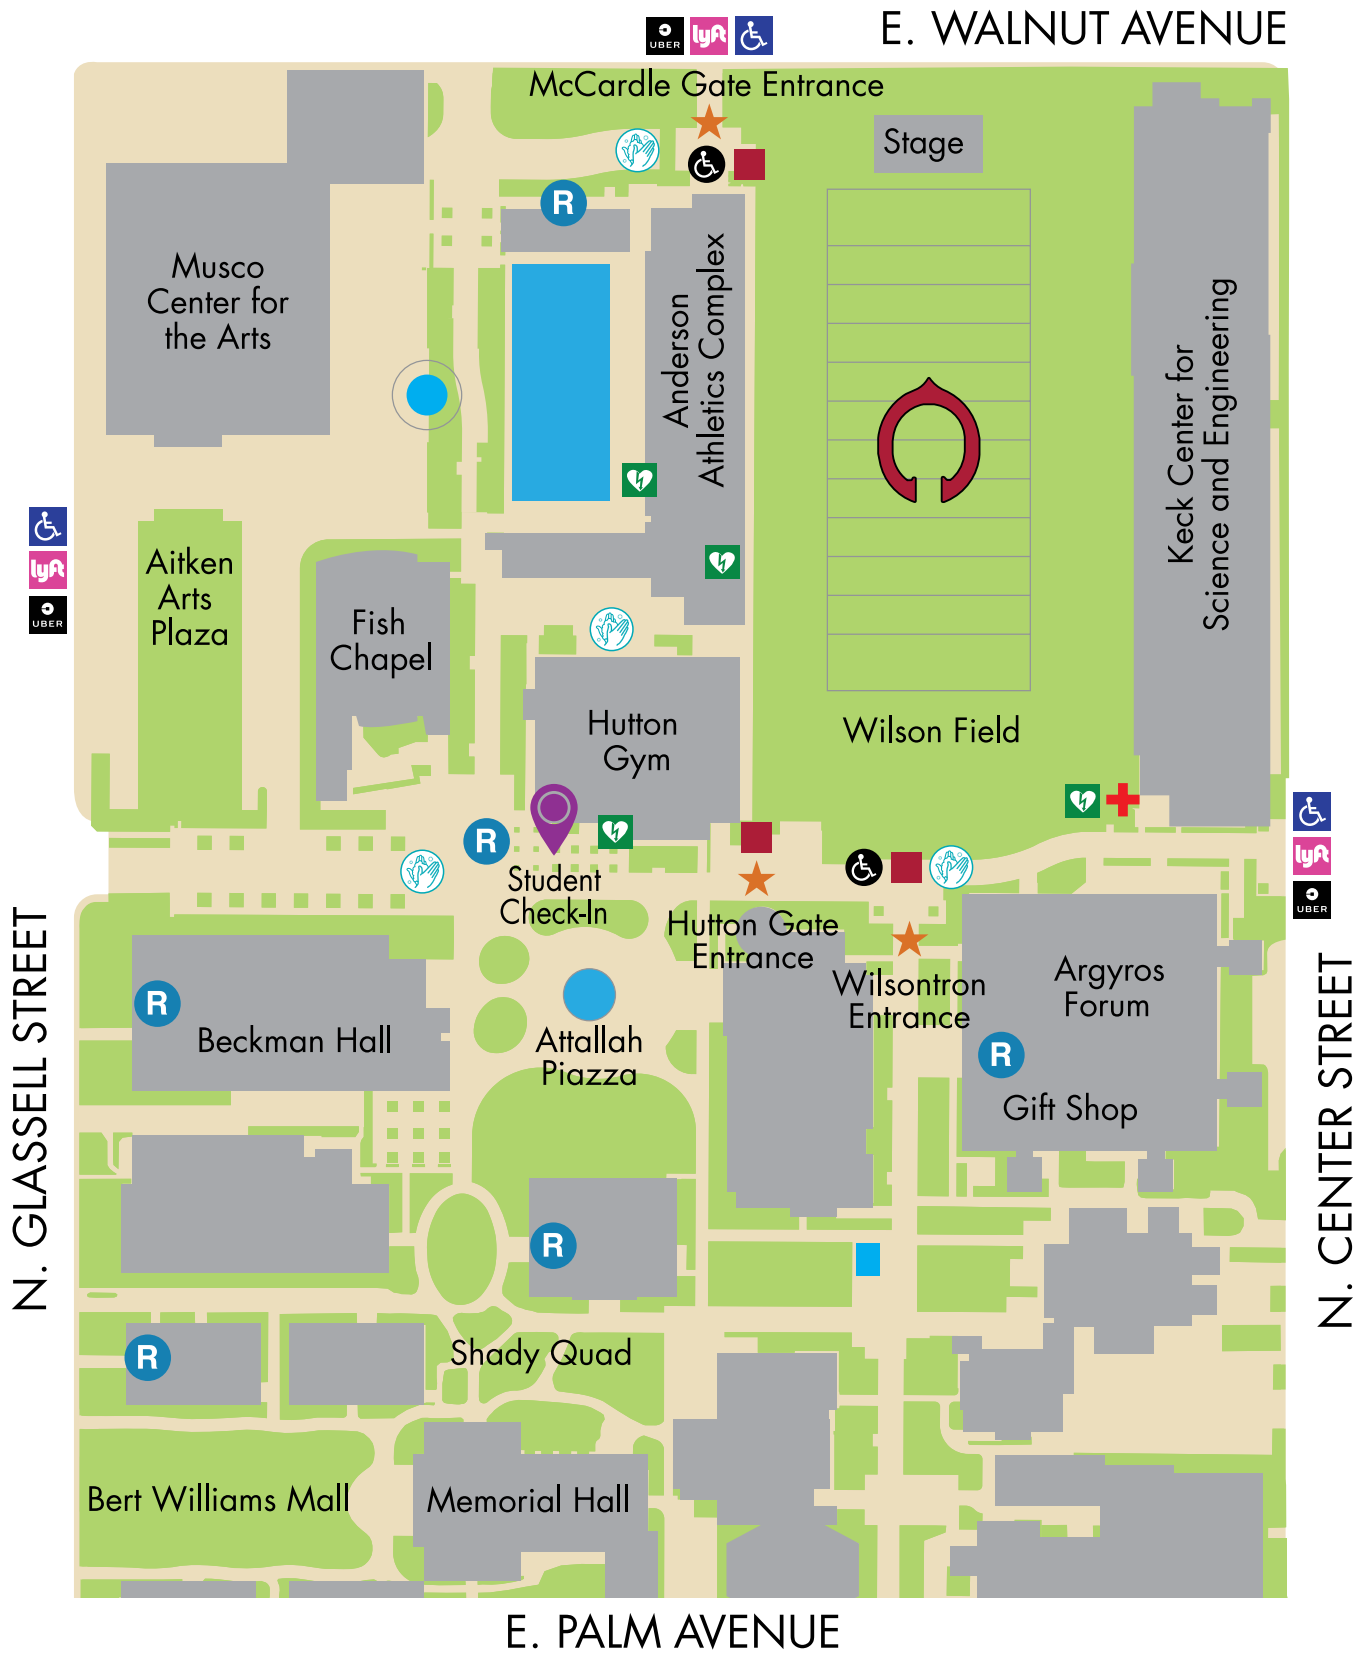 E. WALNUT AVENUE
UBER
lyft
McCardle Gate Entrance
Stage
R
Musco
Center for
the Arts
Anderson
Athletics Complex
Keck Center for
Science and Engineering
lyft
UBER
Aitken
Arts
Plaza
Fish
Chapel
Hutton
Gym
Wilson Field
R
Student
Check-In
lyft
UBER
Hutton Gate
Entrance
Wilsontron
Entrance
Argyros
Forum
R
Gift Shop
R
Beckman Hall
Attallah
Piazza
N. GLASSELL STREET
N. CENTER STREET
R
R
Shady Quad
Bert Williams Mall
Memorial Hall
E. PALM AVENUE